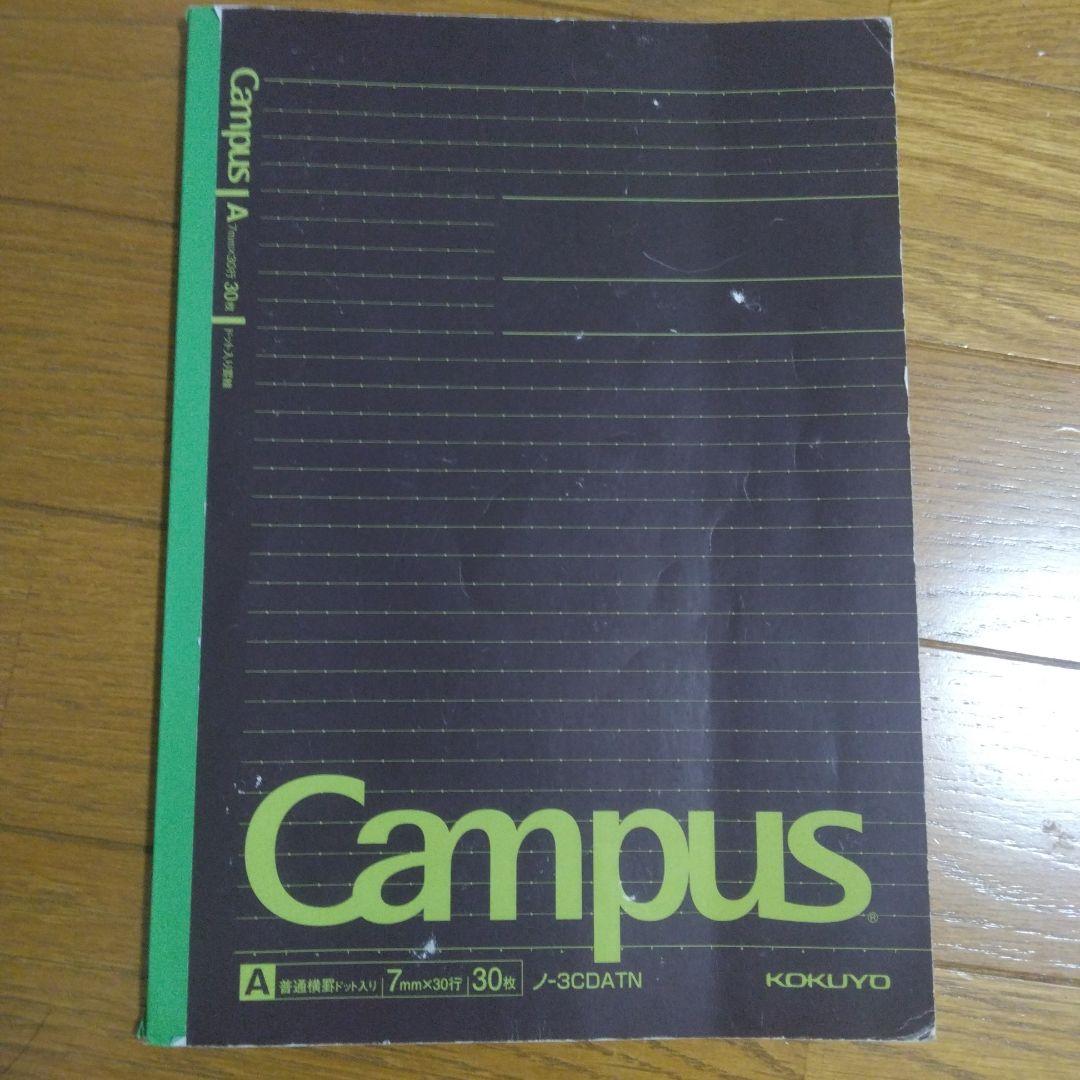 Campus A 7mm×30行 30枚 ドット入り罫線
Campus®
A 普通横罫ドット入り 7mm×30行 30枚 ノ-3CDATN KOKUYO